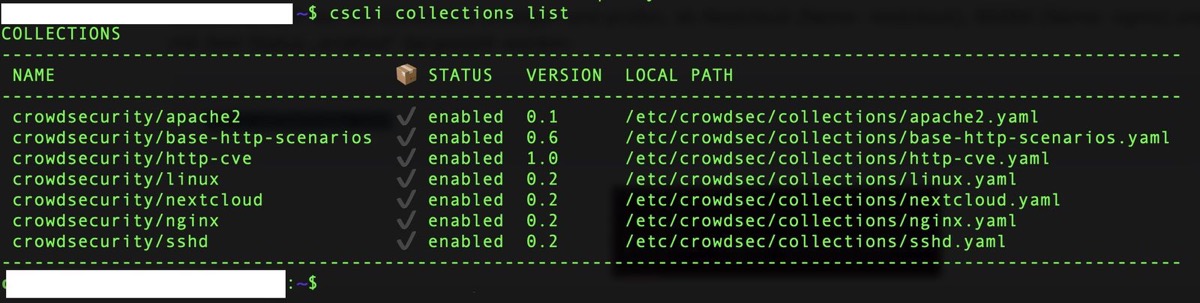 ~$ cscli collections list
COLLECTIONS
--------------------------------------------------------------------------------------------------------------
NAME 📦 STATUS VERSION LOCAL PATH
--------------------------------------------------------------------------------------------------------------
crowdsecurity/apache2 ✔ enabled 0.1 /etc/crowdsec/collections/apache2.yaml
crowdsecurity/base-http-scenarios ✔ enabled 0.6 /etc/crowdsec/collections/base-http-scenarios.yaml
crowdsecurity/http-cve ✔ enabled 1.0 /etc/crowdsec/collections/http-cve.yaml
crowdsecurity/linux ✔ enabled 0.2 /etc/crowdsec/collections/linux.yaml
crowdsecurity/nextcloud ✔ enabled 0.2 /etc/crowdsec/collections/nextcloud.yaml
crowdsecurity/nginx ✔ enabled 0.2 /etc/crowdsec/collections/nginx.yaml
crowdsecurity/sshd ✔ enabled 0.2 /etc/crowdsec/collections/sshd.yaml
--------------------------------------------------------------------------------------------------------------
:~$